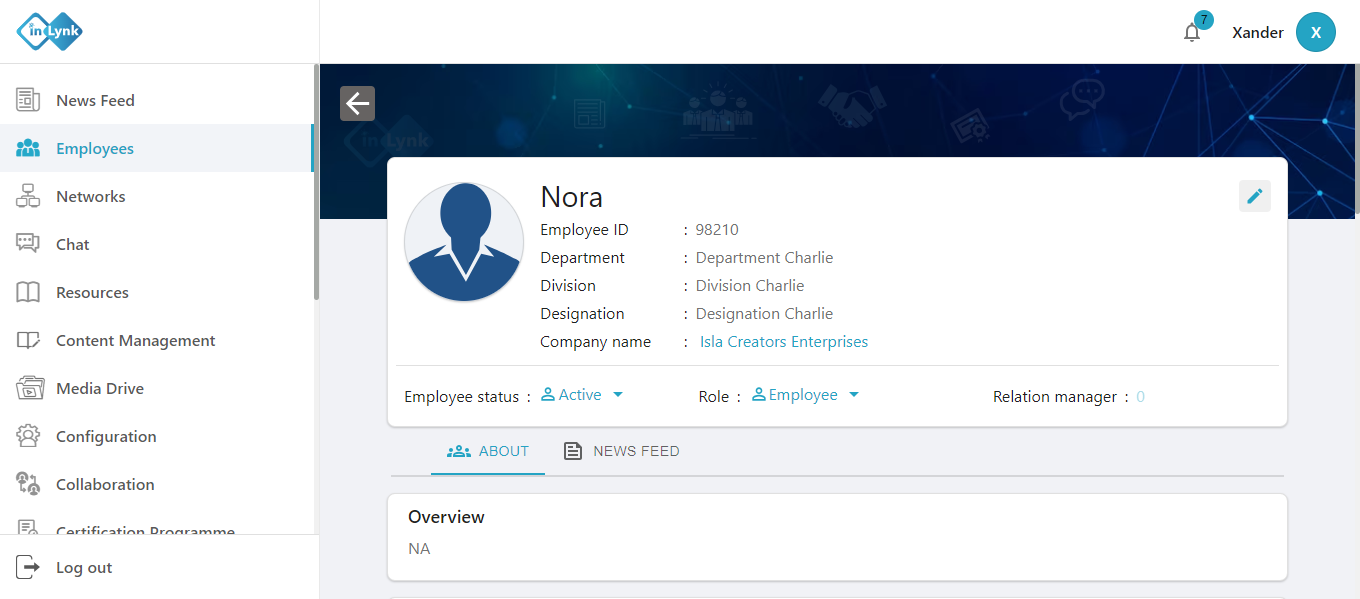 inLynk
7
Xander
X
News Feed
Employees
Networks
Chat
Resources
Content Management
Media Drive
Configuration
Collaboration
Certification Programme
Log out
inLynk
Nora
Employee ID : 98210
Department : Department Charlie
Division : Division Charlie
Designation : Designation Charlie
Company name : Isla Creators Enterprises
Employee status : Active
Role : Employee
Relation manager : 0
ABOUT
NEWS FEED
Overview
NA